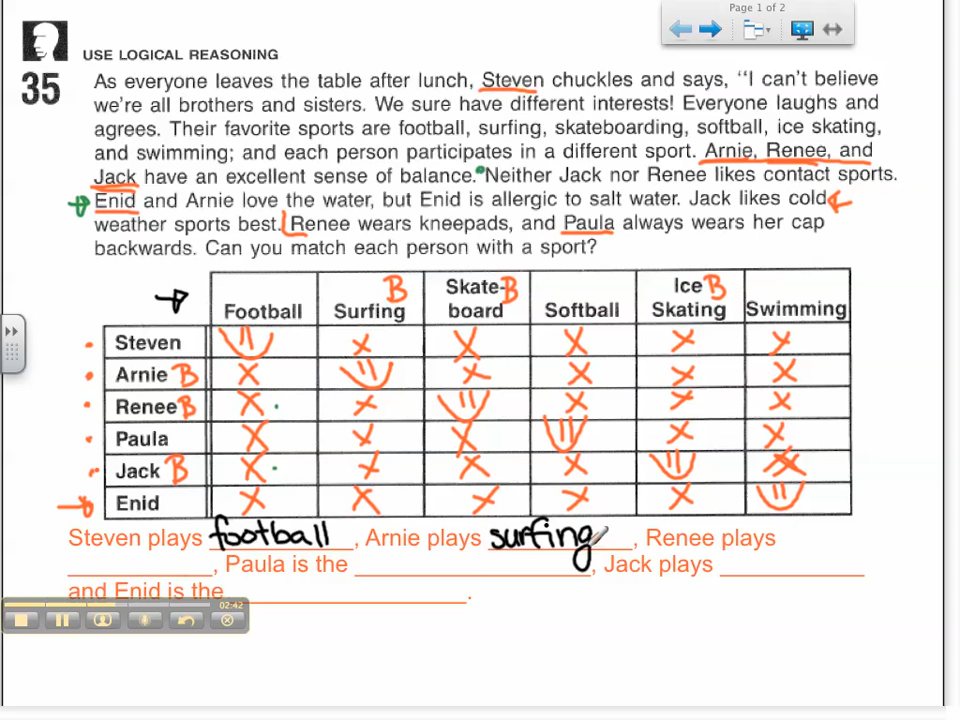 Page 1 of 2
USE LOGICAL REASONING
35
As everyone leaves the table after lunch, Steven chuckles and says, “I can't believe
we're all brothers and sisters. We sure have different interests! Everyone laughs and
agrees. Their favorite sports are football, surfing, skateboarding, softball, ice skating,
and swimming; and each person participates in a different sport. Arnie, Renee, and
Jack have an excellent sense of balance. Neither Jack nor Renee likes contact sports.
Enid and Arnie love the water, but Enid is allergic to salt water. Jack likes cold
weather sports best. Renee wears kneepads, and Paula always wears her cap
backwards. Can you match each person with a sport?
Football Surfing B Skate-board B Softball Ice Skating B Swimming
Steven X X X X X
Arnie B X X X X X
Renee B X X X X X
Paula X X X X X
Jack B X X X X X
Enid X X X X X
Steven plays football, Arnie plays surfing, Renee plays
____________, Paula is the ____________________, Jack plays ____________
and Enid is the ____________________.
02:42